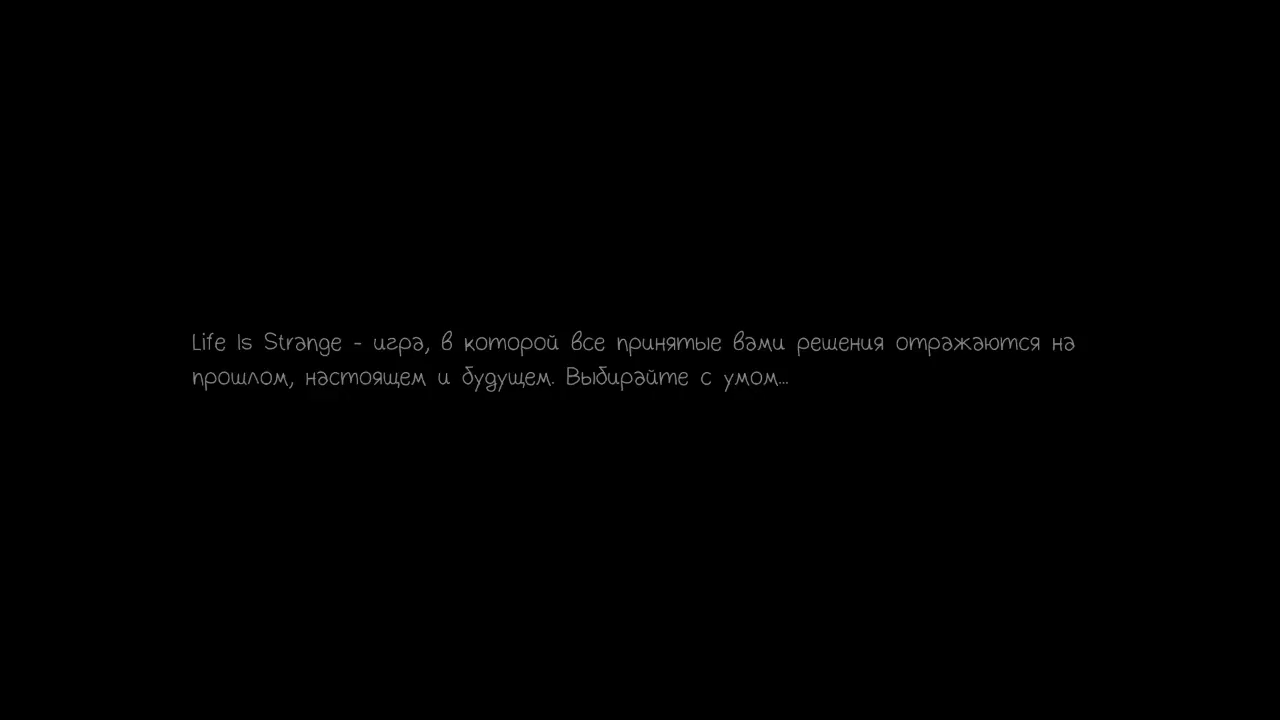 Life Is Strange - игра, в которой все принятые вами решения отражаются на
прошлом, настоящем и будущем. Выбирайте с умом...